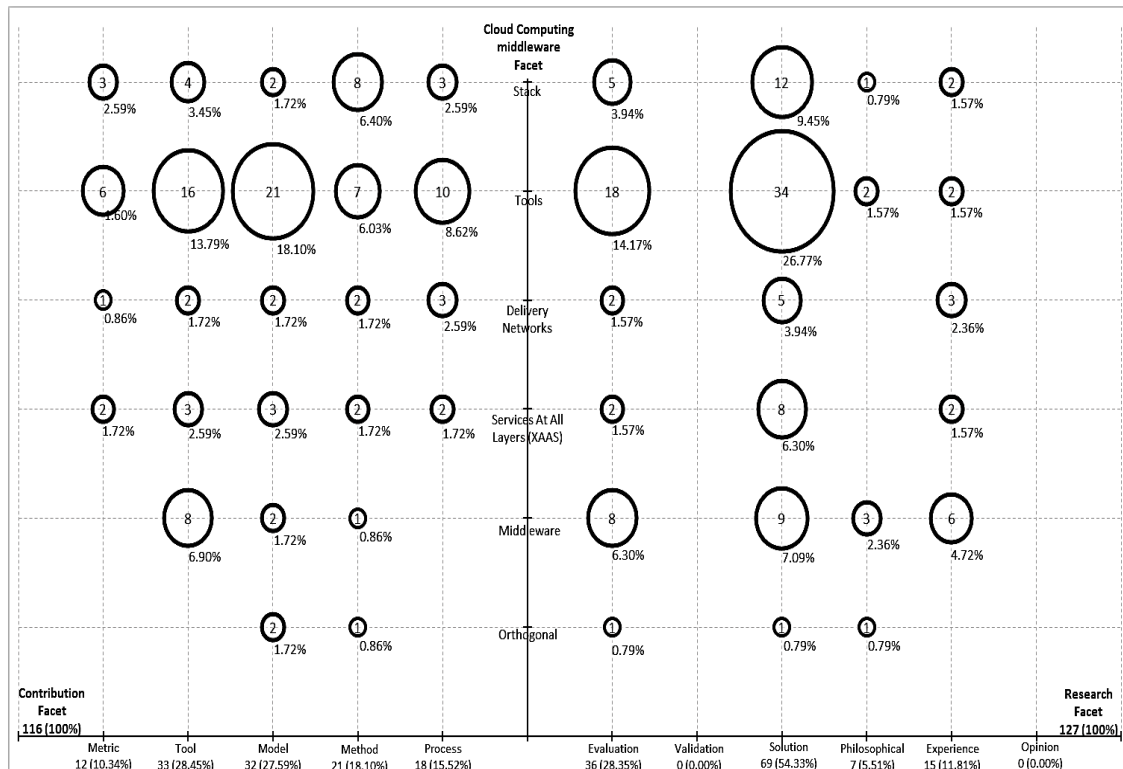 Cloud Computing
middleware
Facet
3 4 2 8 3 5 12 1 2
Stack
2.59% 3.45% 1.72% 6.40% 2.59% 3.94% 9.45% 0.79% 1.57%
6 16 21 7 10 18 34 2 2
Tools
1.60% 13.79% 18.10% 6.03% 8.62% 14.17% 26.77% 1.57% 1.57%
1 2 2 2 3 2 5 3
Delivery
Networks
0.86% 1.72% 1.72% 1.72% 2.59% 1.57% 3.94% 2.36%
2 3 3 2 2 2 8 2
Services At All
Layers (XAAS)
1.72% 2.59% 2.59% 1.72% 1.72% 1.57% 6.30% 1.57%
8 2 1 8 9 3 6
Middleware
6.90% 1.72% 0.86% 6.30% 7.09% 2.36% 4.72%
2 1 1 1 1
Orthogonal
1.72% 0.86% 0.79% 0.79% 0.79%
Contribution
Facet
116 (100%)
Research
Facet
127 (100%)
Metric Tool Model Method Process Evaluation Validation Solution Philosophical Experience Opinion
12 (10.34%) 33 (28.45%) 32 (27.59%) 21 (18.10%) 18 (15.52%) 36 (28.35%) 0 (0.00%) 69 (54.33%) 7 (5.51%) 15 (11.81%) 0 (0.00%)